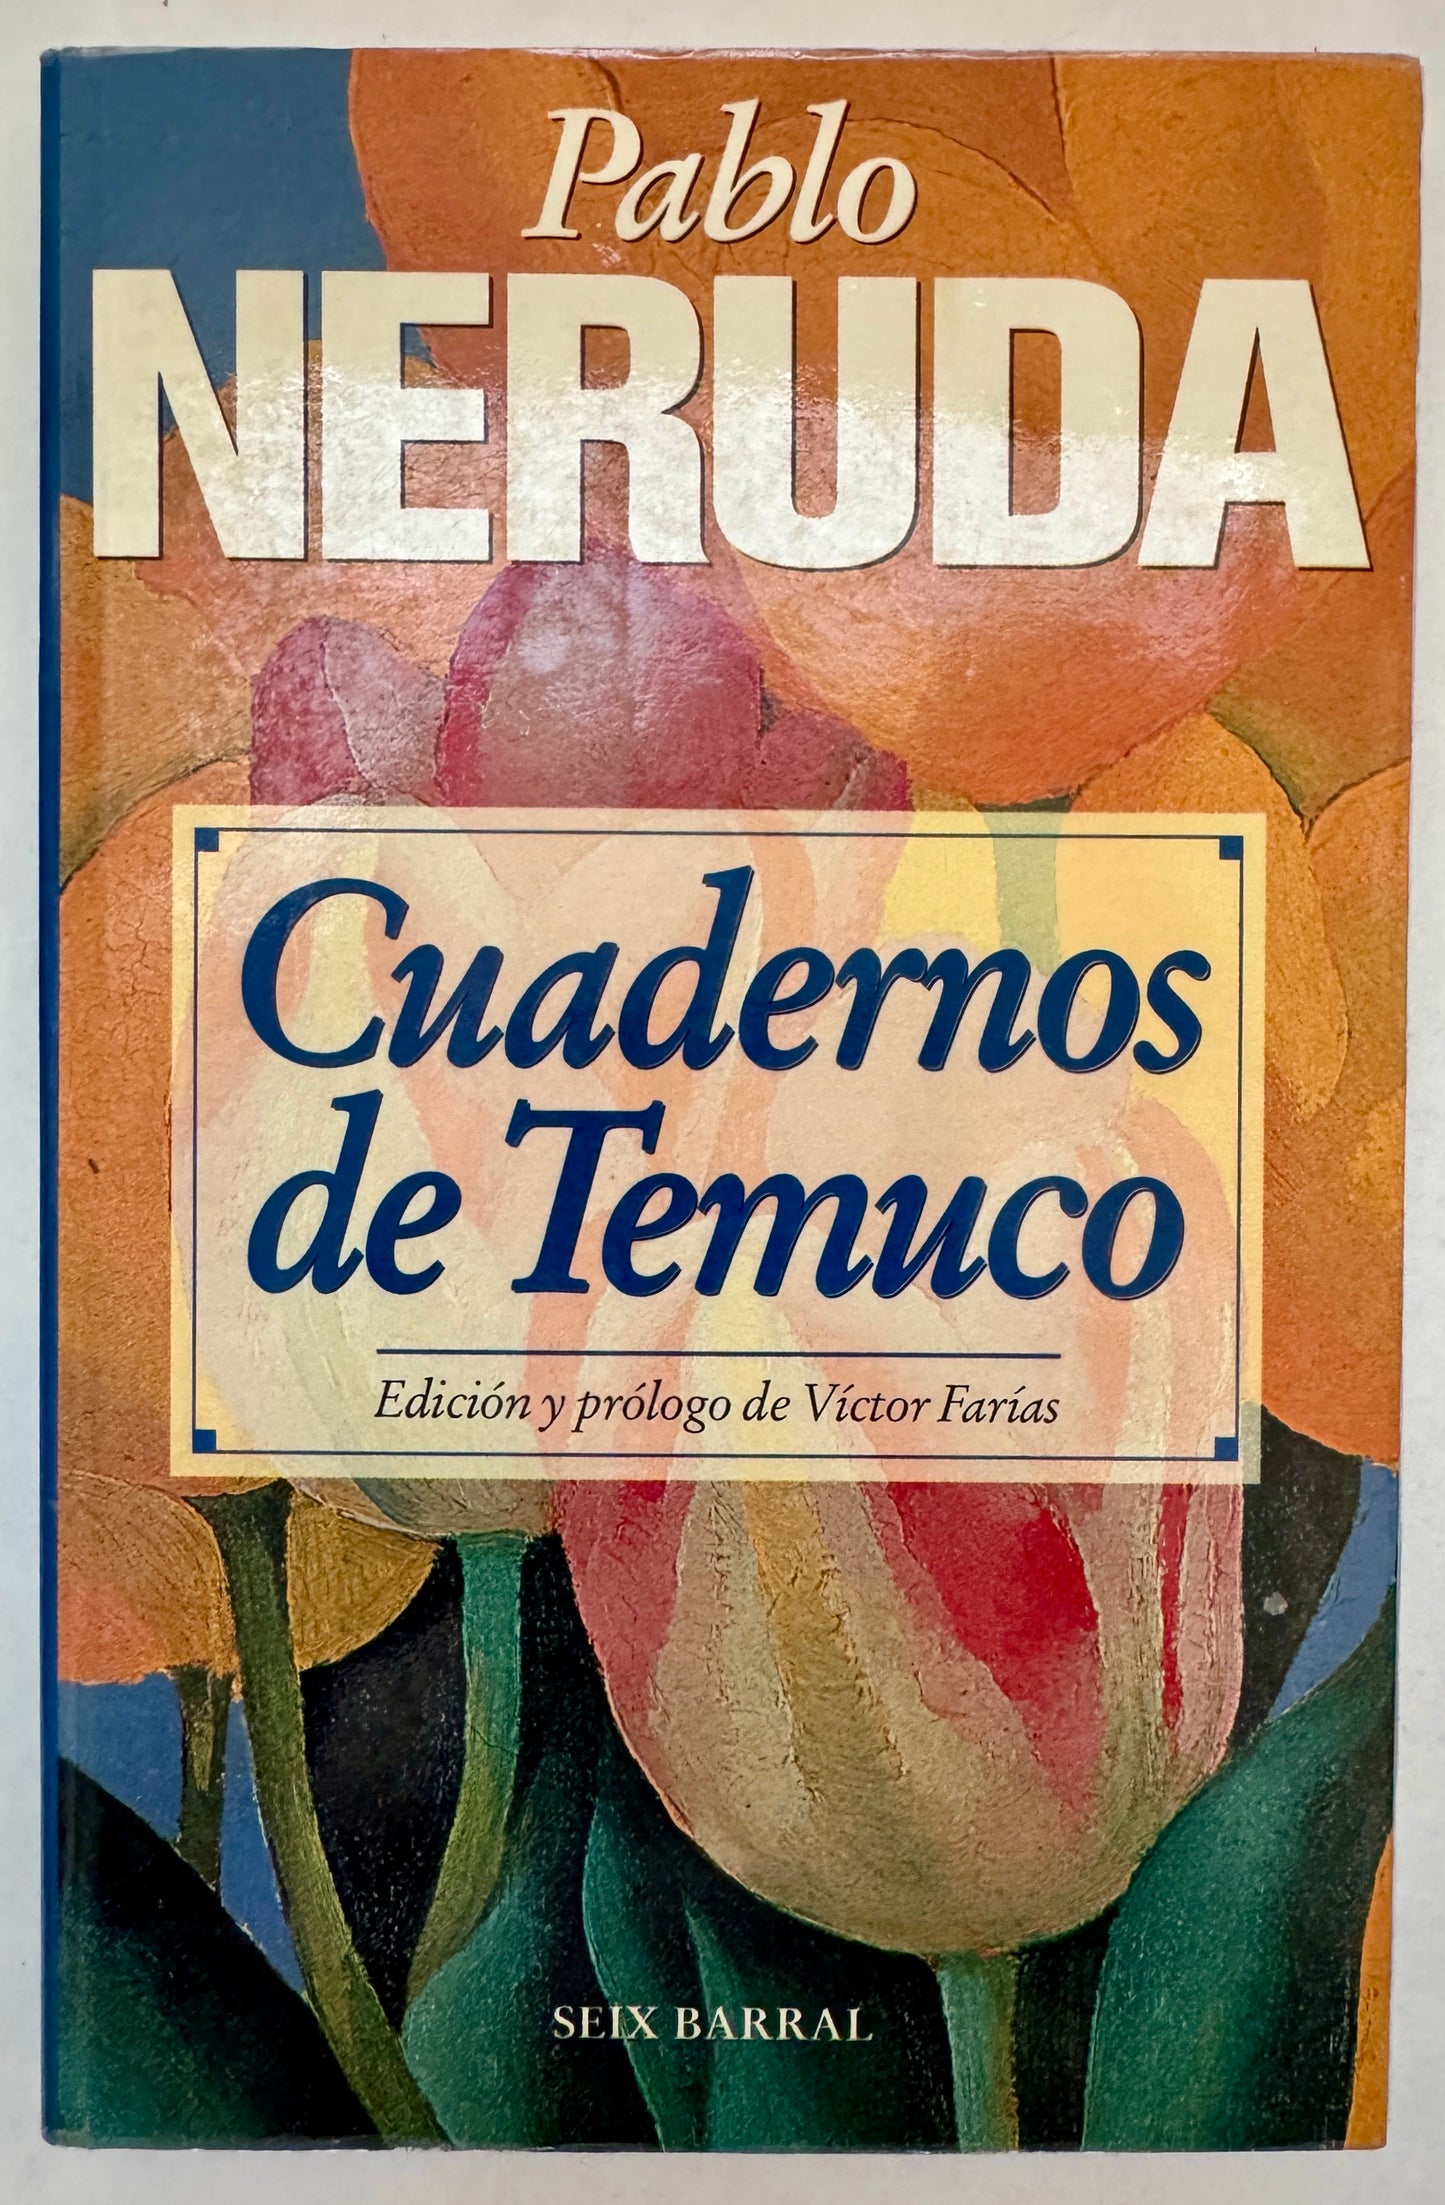 Pablo
NERUDA
Cuadernos
de Temuco
Edición y prólogo de Víctor Farías
SEIX BARRAL